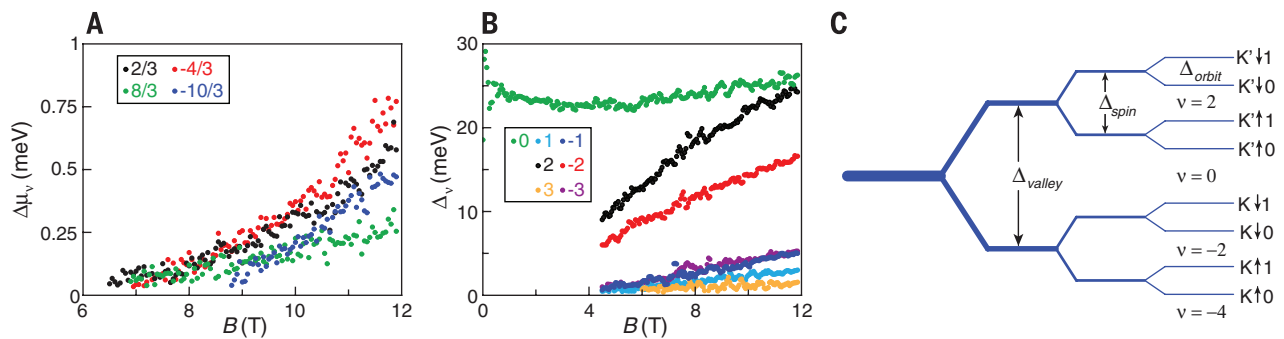 A
Δμν (meV)
1
0.75
0.5
0.25
0
2/3 -4/3
8/3 -10/3
6 8 10 12
B (T)
B
Δν (meV)
30
20
10
0
0 1 -1
2 -2
3 -3
0 4 8 12
B (T)
C
Δvalley
Δspin
Δorbit
K'↓1
K'↓0
ν = 2
K'↑1
K'↑0
ν = 0
K↓1
K↓0
ν = −2
K↑1
K↑0
ν = −4